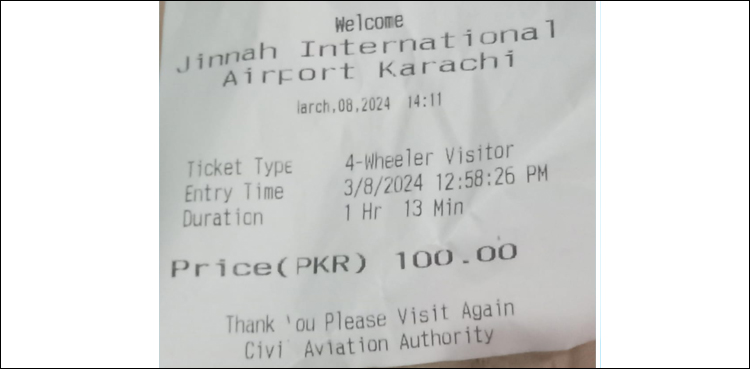 Welcome
Jinnah International
Airport Karachi
larch,08,2024 14:11
Ticket Type 4-Wheeler Visitor
Entry Time 3/8/2024 12:58:26 PM
Duration 1 Hr 13 Min
Price(PKR) 100.00
Thank 'ou Please Visit Again
Civi Aviation Authority